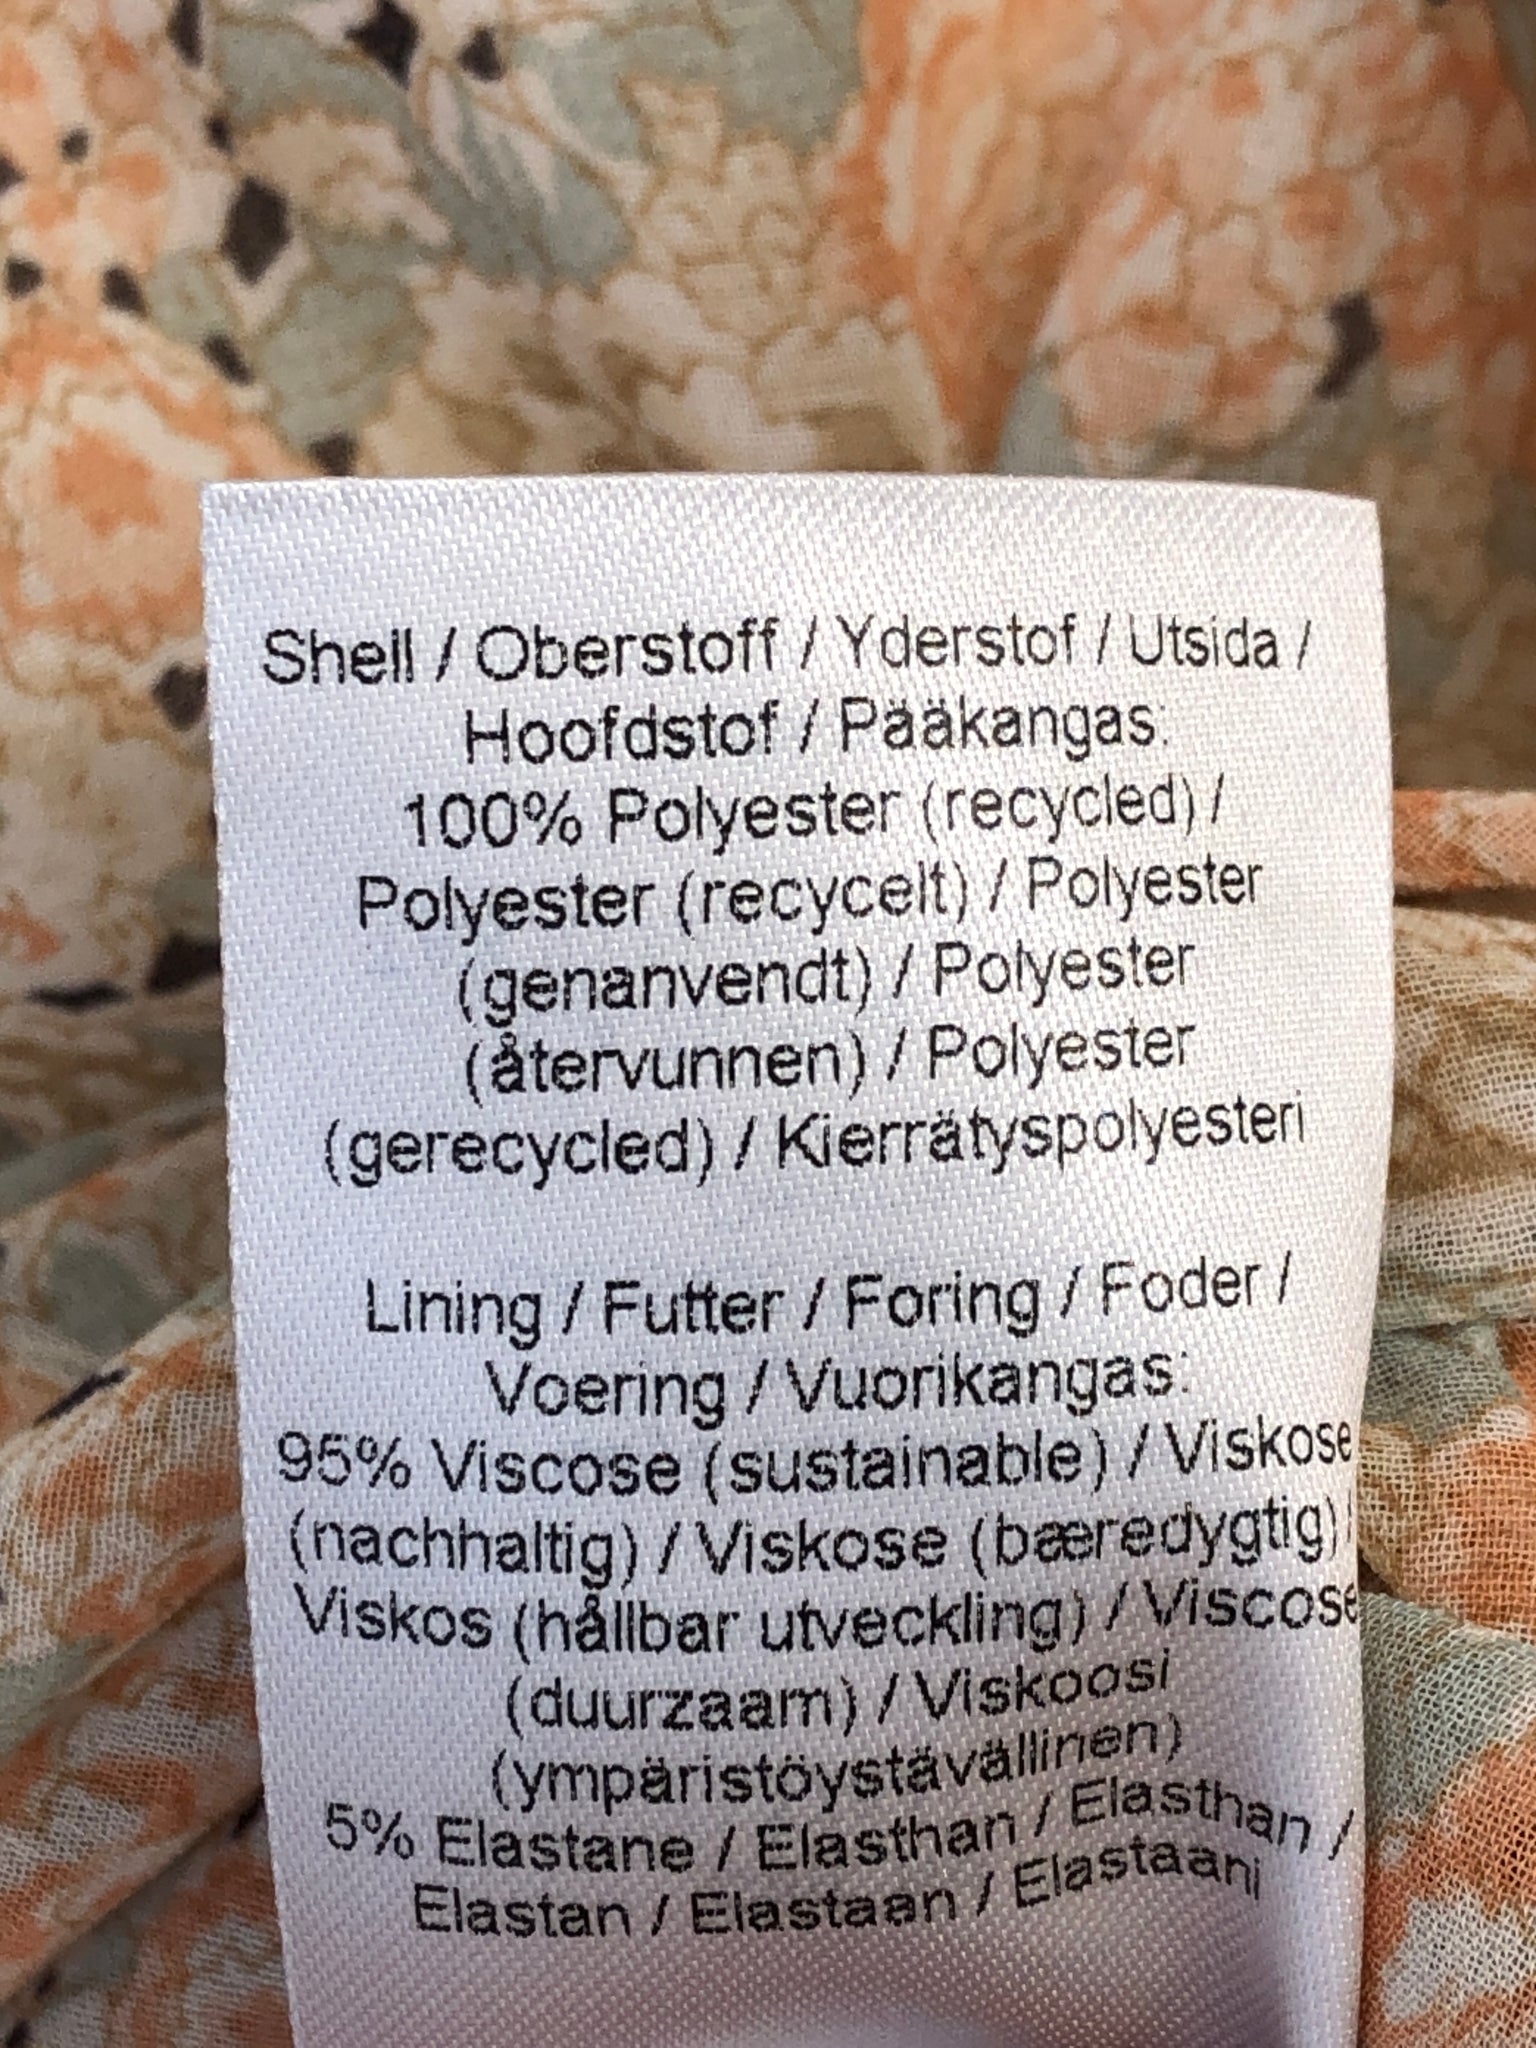 Shell / Oberstoff / Yderstof / Utsida /
Hoofdstof / Pääkangas:
100% Polyester (recycled) /
Polyester (recycelt) / Polyester
(genanvendt) / Polyester
(återvunnen) / Polyester
(gerecycled) / Kierrätyspolyesteri
Lining / Futter / Foring / Foder /
Voering / Vuorikangas:
95% Viscose (sustainable) / Viskose
(nachhaltig) / Viskose (bæredygtig) /
Viskos (hållbar utveckling) / Viscose
(duurzaam) / Viskoosi
(ympäristöystävällinen)
5% Elastane / Elasthan / Elasthan /
Elastan / Elastaan / Elastaani